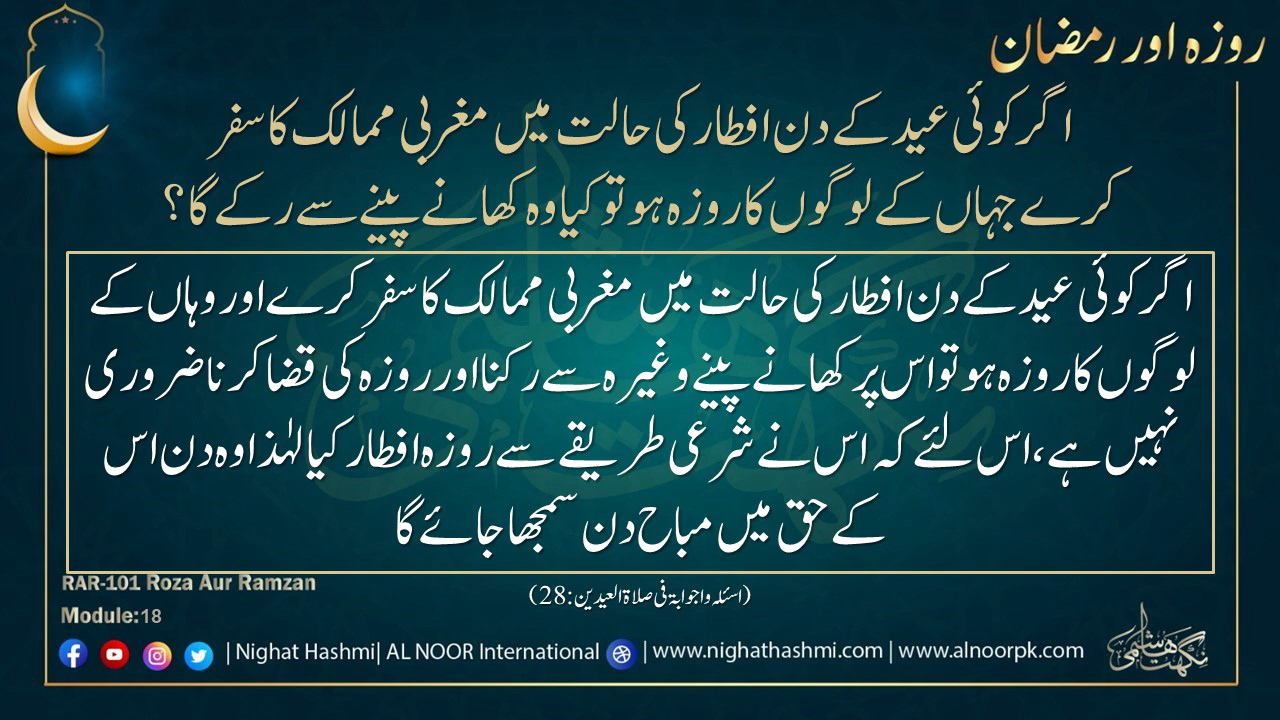 روزہ اور رمضان
اگر کوئی عید کے دن افطار کی حالت میں مغربی ممالک کا سفر
کرے جہاں کے لوگوں کا روزہ ہو تو کیا وہ کھانے پینے سے رکے گا؟
اگر کوئی عید کے دن افطار کی حالت میں مغربی ممالک کا سفر کرے اور وہاں کے
لوگوں کا روزہ ہو تو اس پر کھانے پینے وغیرہ سے رکنا اور روزہ کی قضا کرنا ضروری
نہیں ہے، اس لئے کہ اس نے شرعی طریقے سے روزہ افطار کیا لہٰذا وہ دن اس
کے حق میں مباح دن سمجھا جائے گا
(اسئلہ واجوابۃ فی صلاۃ العیدین:28)
RAR-101 Roza Aur Ramzan
Module:18
| Nighat Hashmi| AL NOOR International | www.nighathashmi.com | www.alnoorpk.com
نگہت ہاشمی